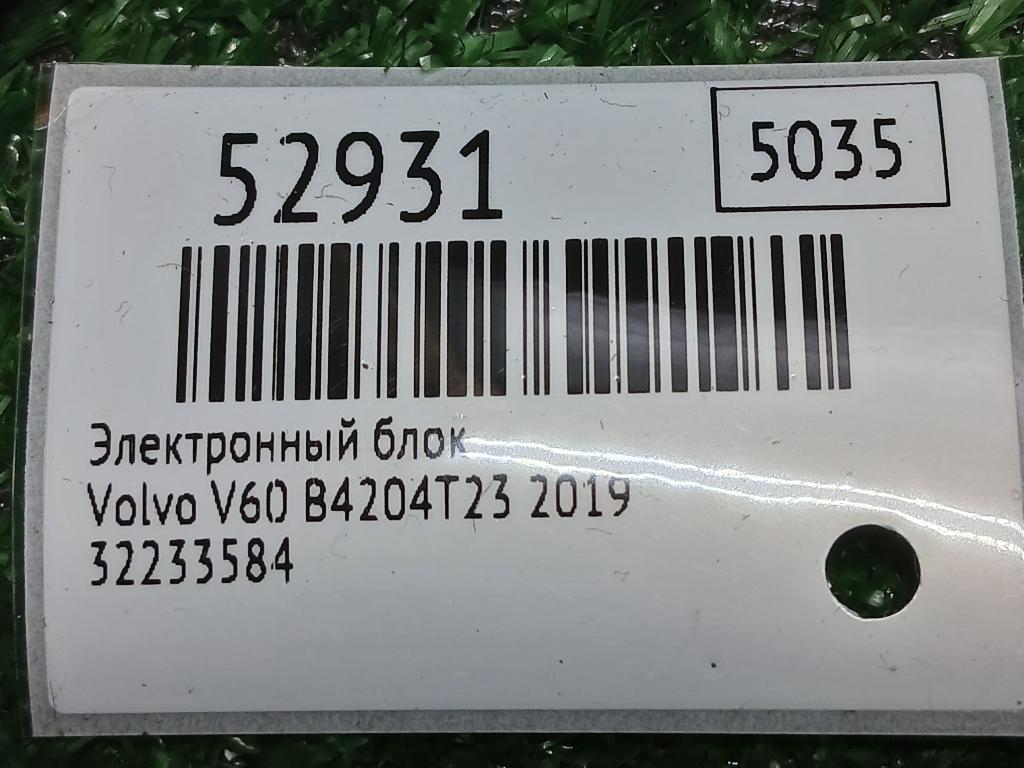 52931
5035
Электронный блок
Volvo V60 B4204T23 2019
32233584